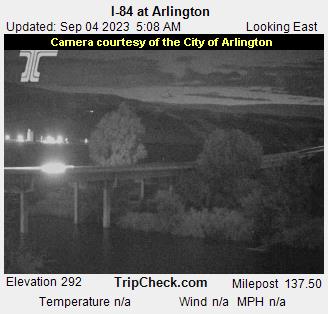 I-84 at Arlington
Updated: Sep 04 2023 5:08 AM Looking East
Camera courtesy of the City of Arlington
Elevation 292 TripCheck.com Milepost 137.50
Temperature n/a Wind n/a MPH n/a